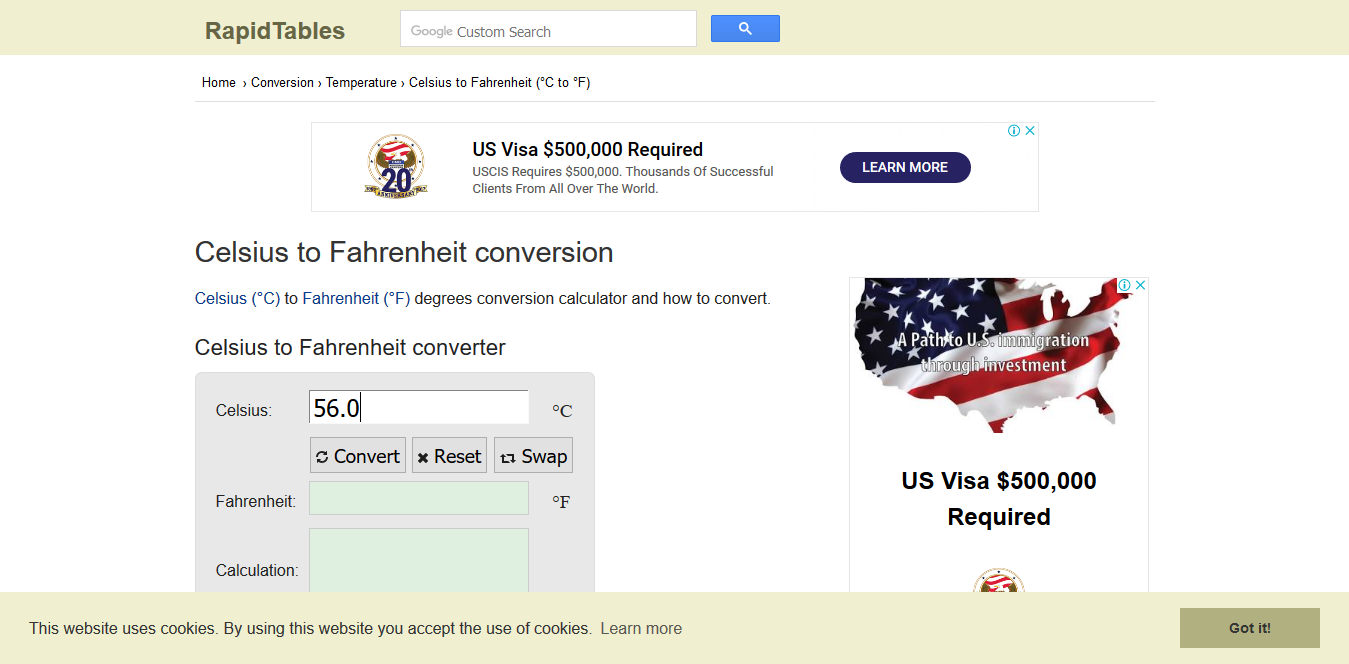 RapidTables
Google Custom Search
Home › Conversion › Temperature › Celsius to Fahrenheit (°C to °F)
20
ANNIVERSARY
US Visa $500,000 Required
USCIS Requires $500,000. Thousands Of Successful
Clients From All Over The World.
LEARN MORE
Celsius to Fahrenheit conversion
Celsius (°C) to Fahrenheit (°F) degrees conversion calculator and how to convert.
Celsius to Fahrenheit converter
Celsius: 56.0 °C
Convert Reset Swap
Fahrenheit: °F
Calculation:
A Path to U.S. immigration
through investment
US Visa $500,000
Required
This website uses cookies. By using this website you accept the use of cookies. Learn more
Got it!